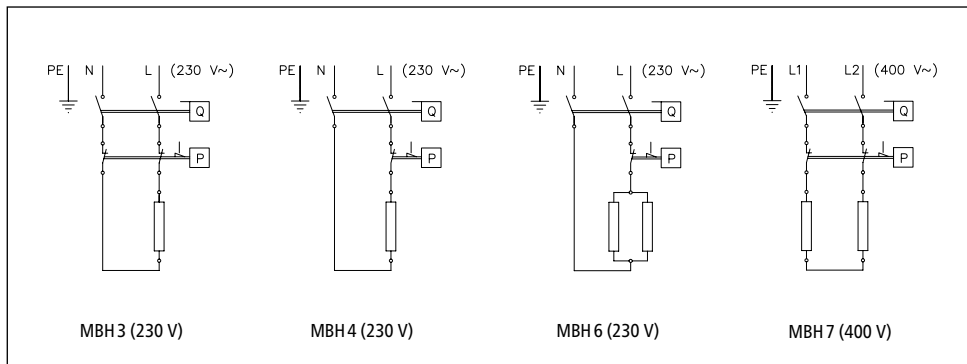 PE N L (230 V~)
Q
P
MBH 3 (230 V)
PE N L (230 V~)
Q
P
MBH 4 (230 V)
PE N L (230 V~)
Q
P
MBH 6 (230 V)
PE L1 L2 (400 V~)
Q
P
MBH 7 (400 V)